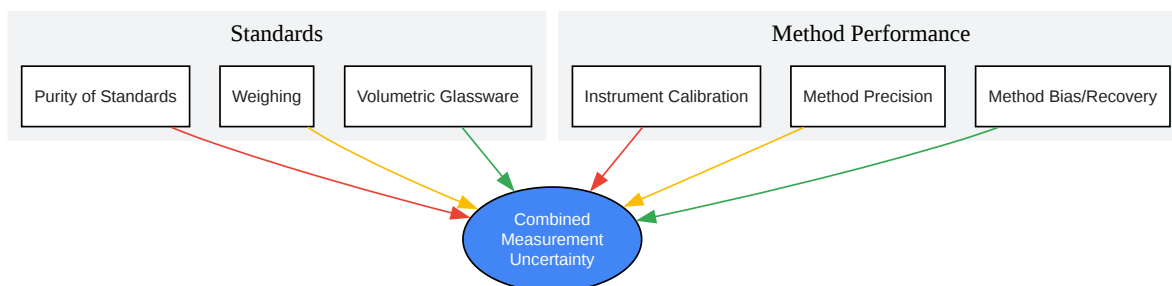 Standards
Method Performance
Purity of Standards
Weighing
Volumetric Glassware
Instrument Calibration
Method Precision
Method Bias/Recovery
Combined
Measurement
Uncertainty